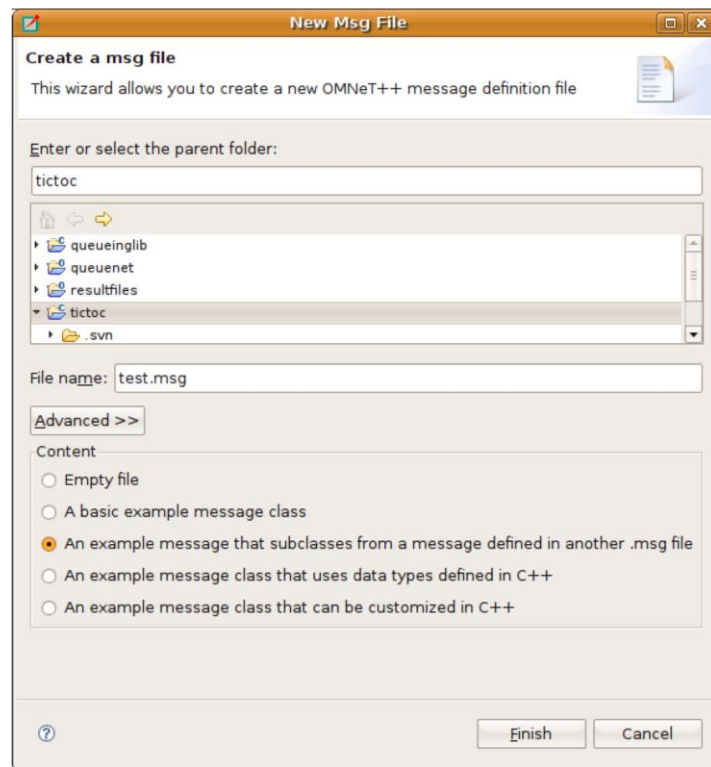 New Msg File
Create a msg file
This wizard allows you to create a new OMNeT++ message definition file
Enter or select the parent folder:
tictoc
queueinglib
queuenet
resultfiles
tictoc
.svn
File name: test.msg
Advanced >>
Content
Empty file
A basic example message class
An example message that subclasses from a message defined in another .msg file
An example message class that uses data types defined in C++
An example message class that can be customized in C++
Finish Cancel